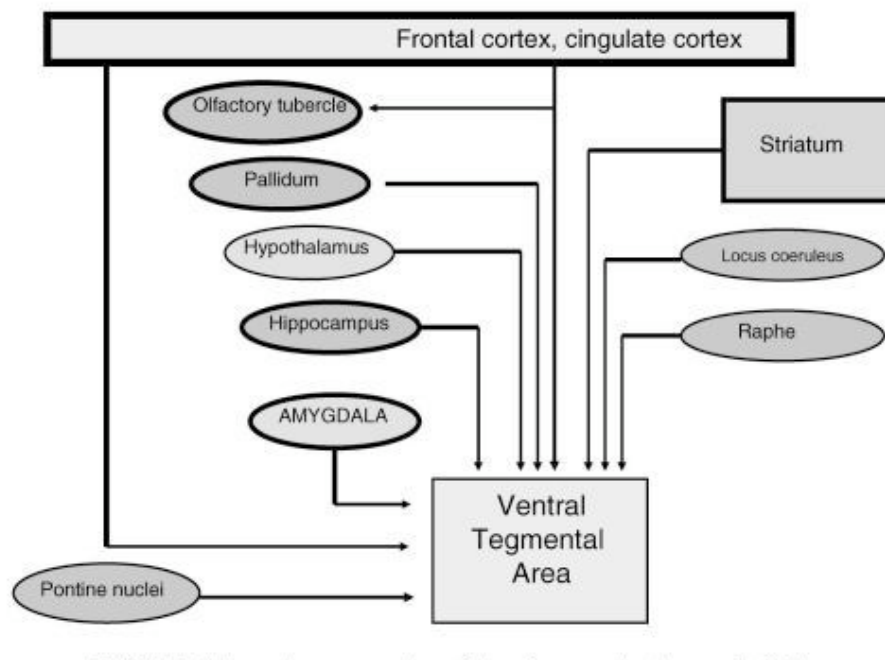 Frontal cortex, cingulate cortex
Olfactory tubercle
Striatum
Pallidum
Hypothalamus
Locus coeruleus
Hippocampus
Raphe
AMYGDALA
Ventral
Tegmental
Area
Pontine nuclei